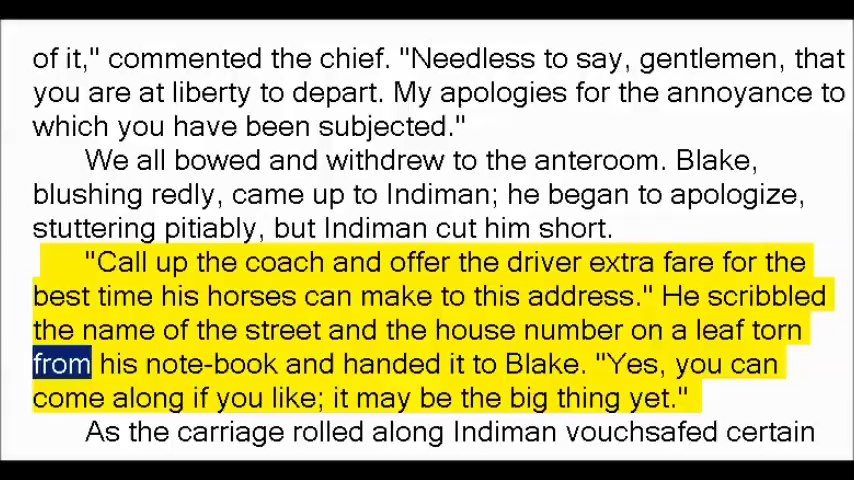 of it," commented the chief. "Needless to say, gentlemen, that
you are at liberty to depart. My apologies for the annoyance to
which you have been subjected."
We all bowed and withdrew to the anteroom. Blake,
blushing redly, came up to Indiman; he began to apologize,
stuttering pitiably, but Indiman cut him short.
"Call up the coach and offer the driver extra fare for the
best time his horses can make to this address." He scribbled
the name of the street and the house number on a leaf torn
from his note-book and handed it to Blake. "Yes, you can
come along if you like; it may be the big thing yet."
As the carriage rolled along Indiman vouchsafed certain